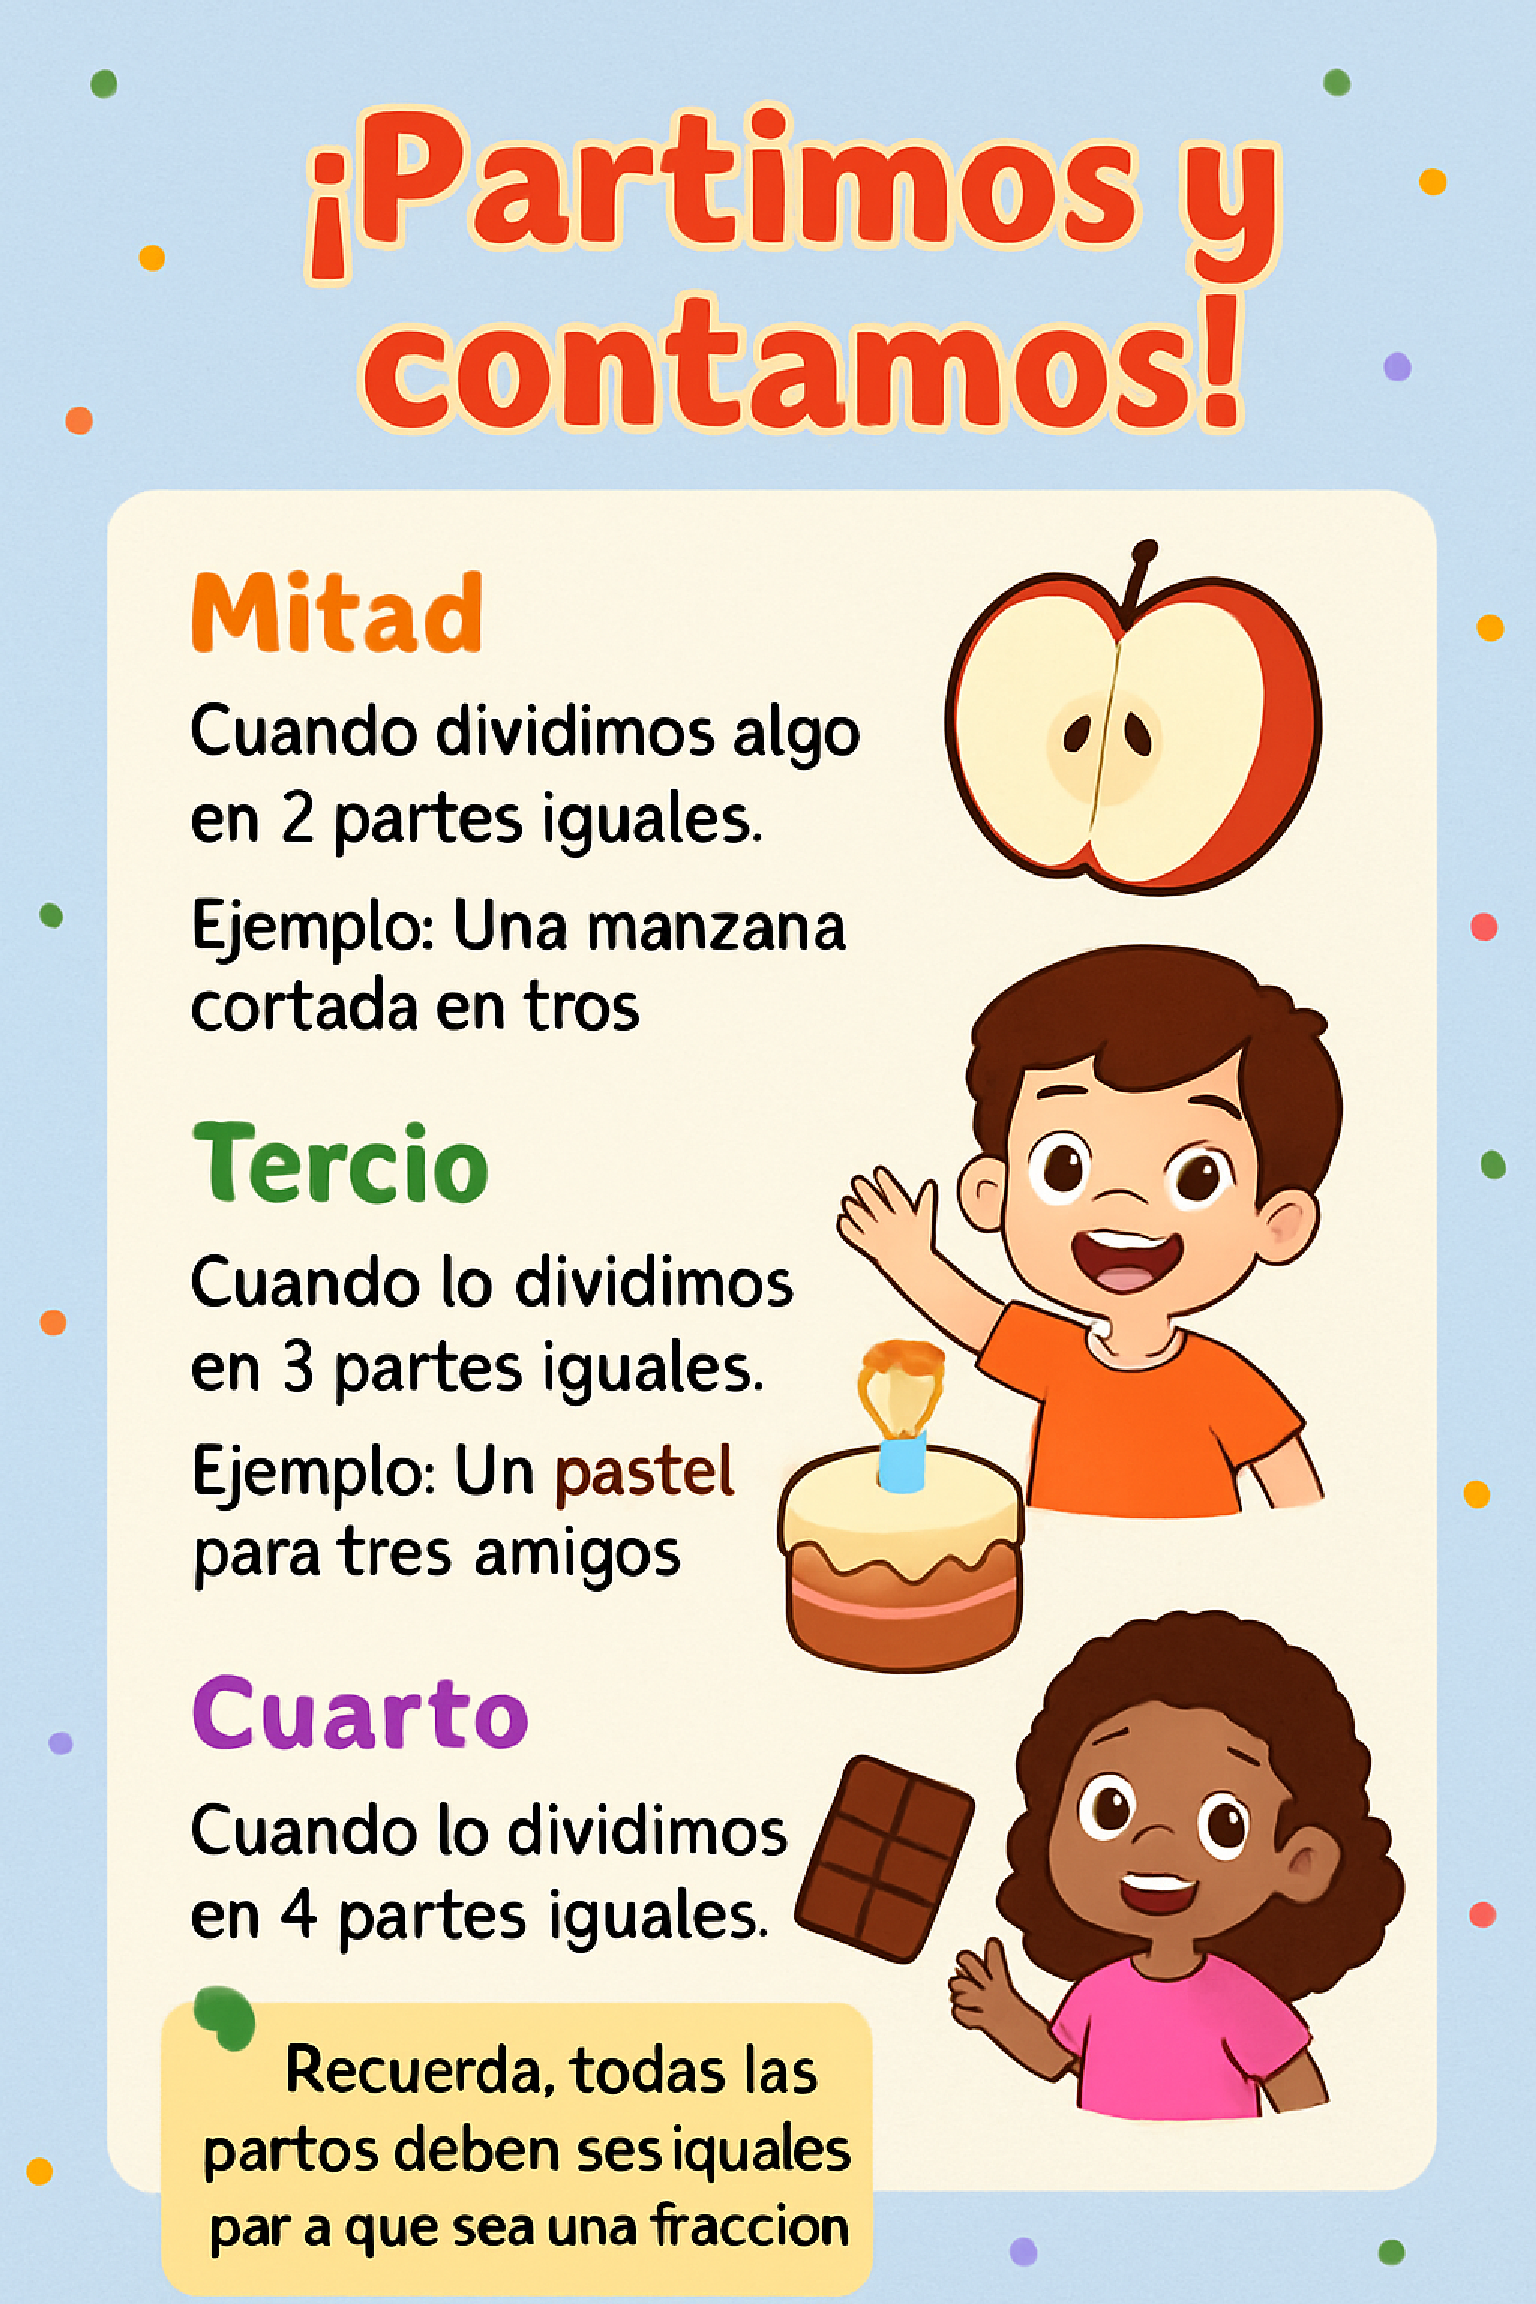 ¡Partimos y
contamos!
Mitad
Cuando dividimos algo
en 2 partes iguales.
Ejemplo: Una manzana
cortada en tros
Tercio
Cuando lo dividimos
en 3 partes iguales.
Ejemplo: Un pastel
para tres amigos
Cuarto
Cuando lo dividimos
en 4 partes iguales.
Recuerda, todas las
partos deben ses iquales
par a que sea una fraccion